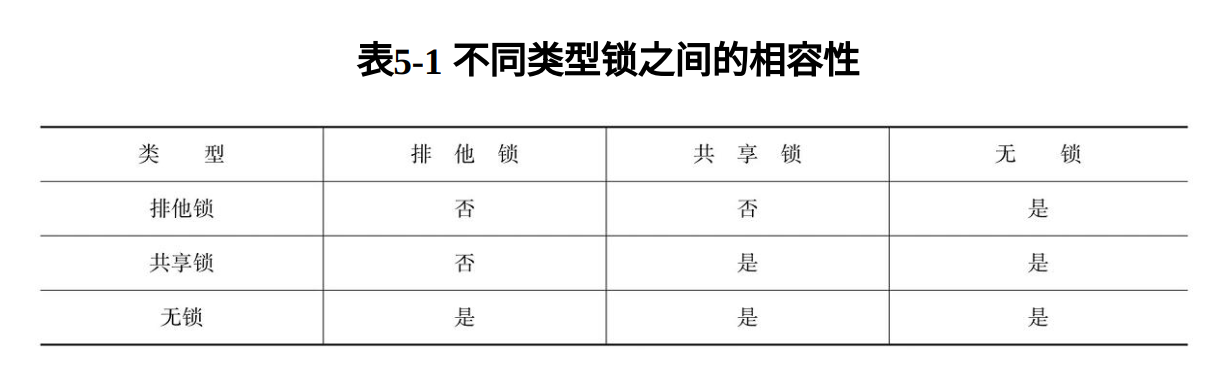 表5-1 不同类型锁之间的相容性
类 型 排 他 锁 共 享 锁 无 锁
排他锁 否 否 是
共享锁 否 是 是
无锁 是 是 是